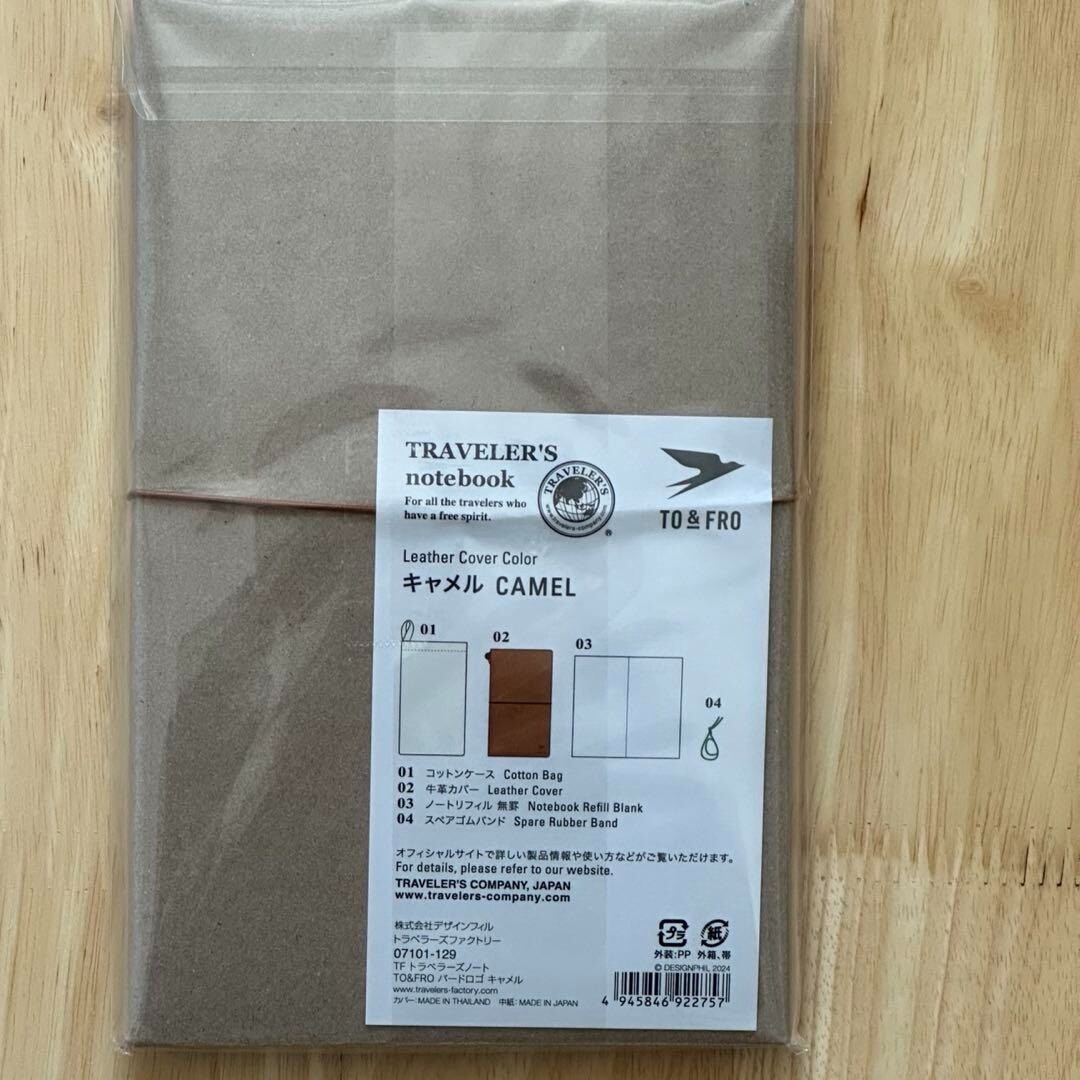 TRAVELER'S
notebook
For all the travelers who
have a free spirit.
TRAVELER'S
www.travelers-company.com
®
TO & FRO
Leather Cover Color
キャメル CAMEL
01
02
03
04
01 コットンケース Cotton Bag
02 牛革カバー Leather Cover
03 ノートリフィル 無罫 Notebook Refill Blank
04 スペアゴムバンド Spare Rubber Band
オフィシャルサイトで詳しい製品情報や使い方などがご覧いただけます。
For details, please refer to our website.
TRAVELER'S COMPANY, JAPAN
www.travelers-company.com
株式会社デザインフィル
トラベラーズファクトリー
07101-129
TF トラベラーズノート
TO&FRO バードロゴ キャメル
www.travelers-factory.com
カバー: MADE IN THAILAND 中紙: MADE IN JAPAN
プラ 紙
外装:PP 外箱、帯
© DESIGNPHIL 2024
4 945846 922757